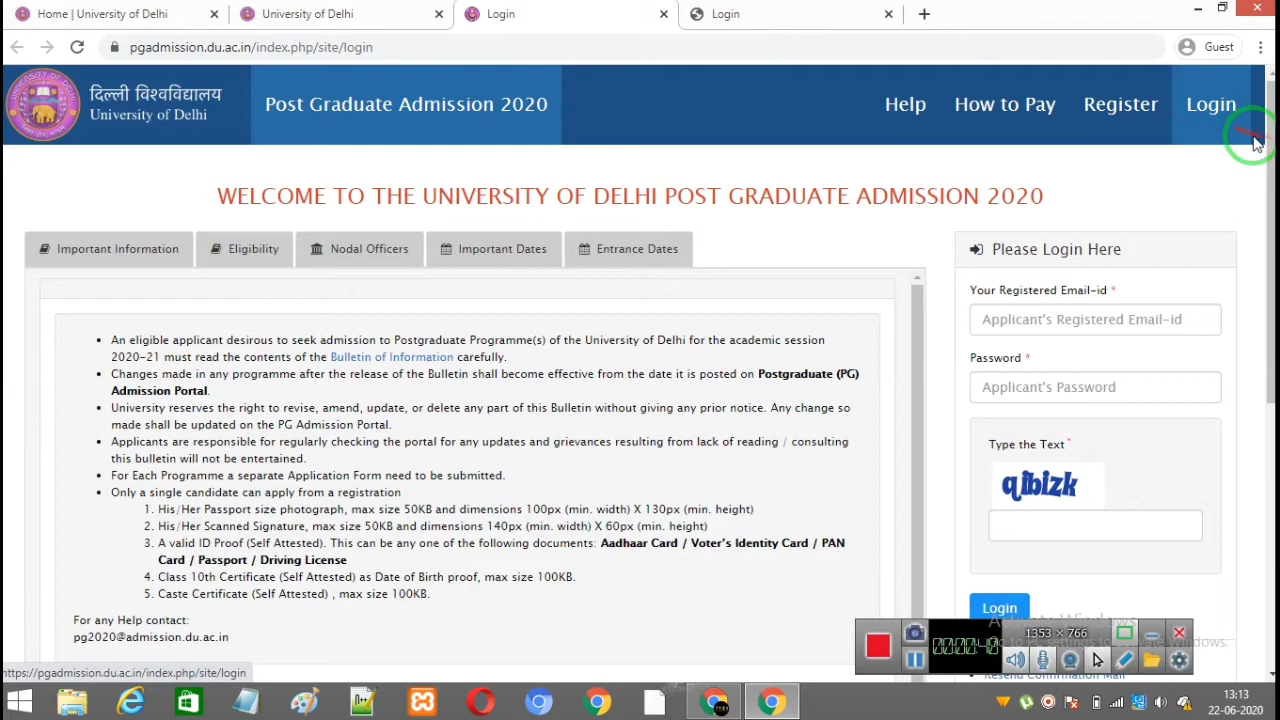 Home | University of Delhi
University of Delhi
Login
Login
pgadmission.du.ac.in/index.php/site/login
Guest
दिल्ली विश्वविद्यालय
University of Delhi
Post Graduate Admission 2020
Help
How to Pay
Register
Login
WELCOME TO THE UNIVERSITY OF DELHI POST GRADUATE ADMISSION 2020
Important Information
Eligibility
Nodal Officers
Important Dates
Entrance Dates
• An eligible applicant desirous to seek admission to Postgraduate Programme(s) of the University of Delhi for the academic session
2020-21 must read the contents of the Bulletin of Information carefully.
• Changes made in any programme after the release of the Bulletin shall become effective from the date it is posted on Postgraduate (PG)
Admission Portal.
• University reserves the right to revise, amend, update, or delete any part of this Bulletin without giving any prior notice. Any change so
made shall be updated on the PG Admission Portal.
• Applicants are responsible for regularly checking the portal for any updates and grievances resulting from lack of reading / consulting
this bulletin will not be entertained.
• For Each Programme a separate Application Form need to be submitted.
• Only a single candidate can apply from a registration
1. His/Her Passport size photograph, max size 50KB and dimensions 100px (min. width) X 130px (min. height)
2. His/Her Scanned Signature, max size 50KB and dimensions 140px (min. width) X 60px (min. height)
3. A valid ID Proof (Self Attested). This can be any one of the following documents: Aadhaar Card / Voter's Identity Card / PAN
Card / Passport / Driving License
4. Class 10th Certificate (Self Attested) as Date of Birth proof, max size 100KB.
5. Caste Certificate (Self Attested) , max size 100KB.
For any Help contact:
pg2020@admission.du.ac.in
Please Login Here
Your Registered Email-id *
Applicant's Registered Email-id
Password *
Applicant's Password
Type the Text *
qibizk
Login
Activate Windows
Go to PC settings to activate Windows.
1353 × 766
Resend Confirmation Mail
https://pgadmission.du.ac.in/index.php/site/login
13:13
22-06-2020